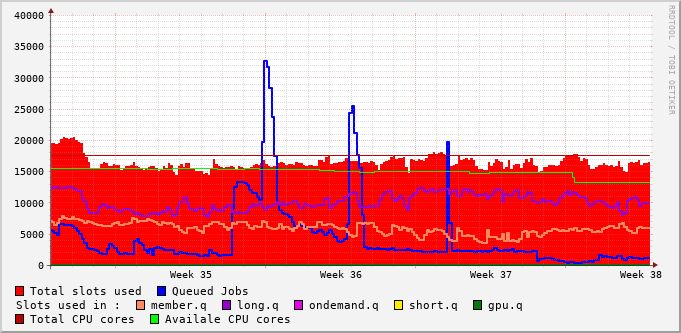 RRDTOOL / TOBI OETIKER
40000
35000
30000
25000
20000
15000
10000
5000
0
Week 35 Week 36 Week 37 Week 38
Total slots used Queued Jobs
Slots used in : member.q long.q ondemand.q short.q gpu.q
Total CPU cores Availale CPU cores